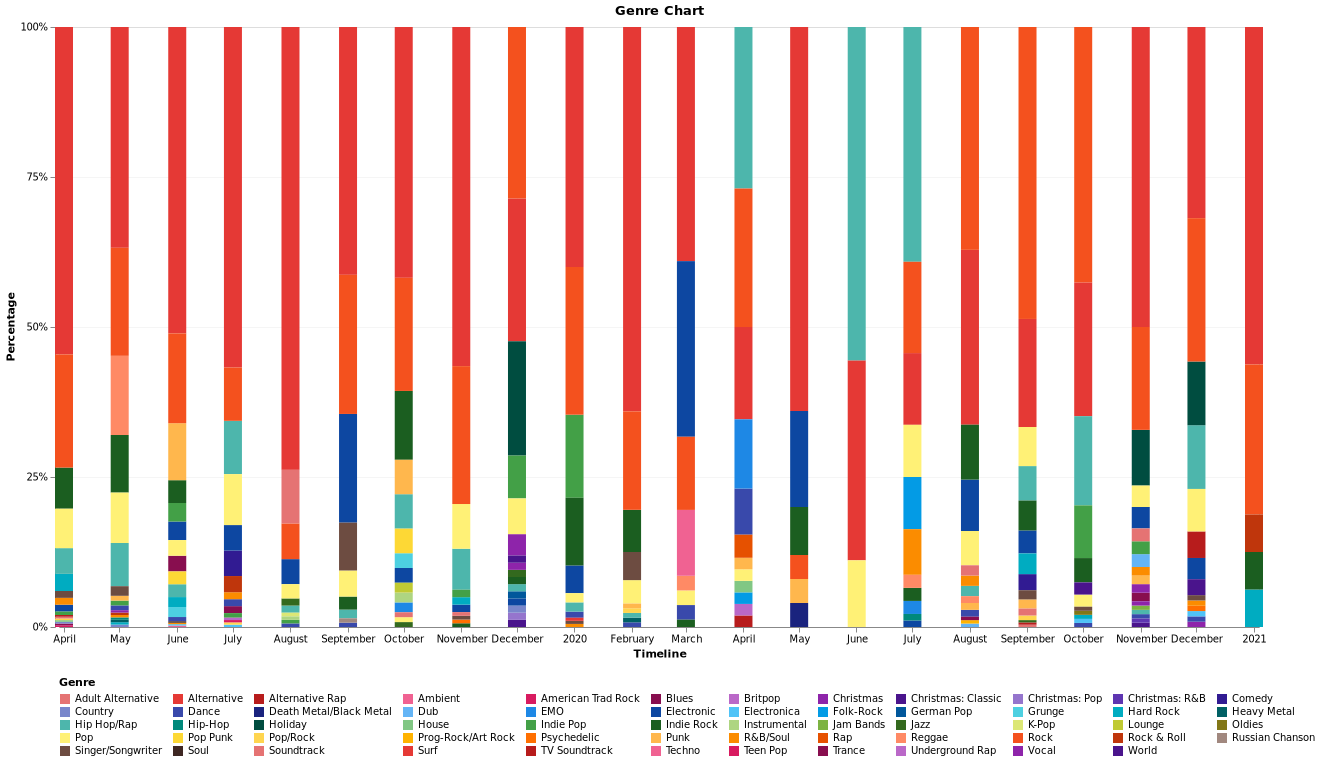 Genre Chart
100%
75%
50%
25%
0%
Percentage
April May June July August September October November December 2020 February March April May June July August September October November December 2021
Timeline
Genre
Adult Alternative Alternative Alternative Rap Ambient American Trad Rock Blues Britpop Christmas Christmas: Classic Christmas: Pop Christmas: R&B Comedy
Country Dance Death Metal/Black Metal Dub EMO Electronic Electronica Folk-Rock German Pop Grunge Hard Rock Heavy Metal
Hip Hop/Rap Hip-Hop Holiday House Indie Pop Indie Rock Instrumental Jam Bands Jazz K-Pop Lounge Oldies
Pop Pop Punk Pop/Rock Prog-Rock/Art Rock Psychedelic Punk R&B/Soul Rap Reggae Rock Rock & Roll Russian Chanson
Singer/Songwriter Soul Soundtrack Surf TV Soundtrack Techno Teen Pop Trance Underground Rap Vocal World